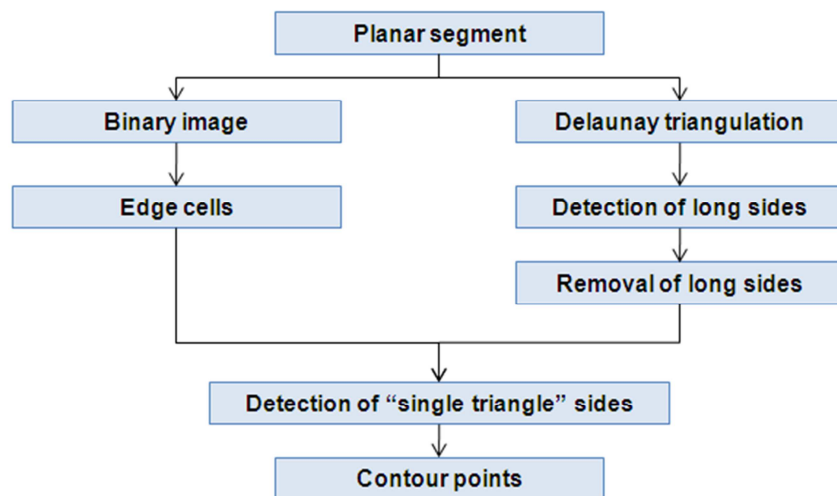 Planar segment
Binary image
Delaunay triangulation
Edge cells
Detection of long sides
Removal of long sides
Detection of “single triangle” sides
Contour points